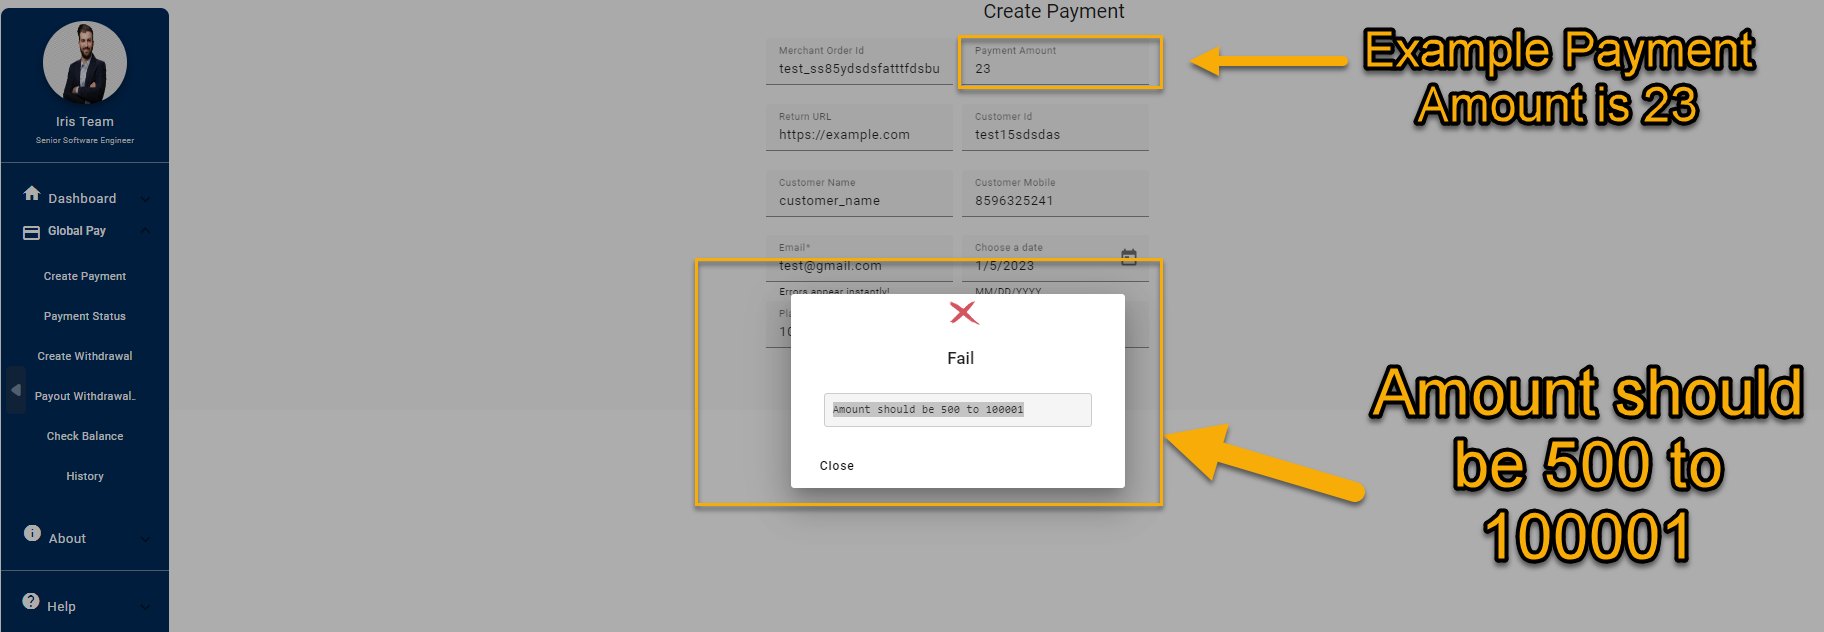 Iris Team
Senior Software Engineer
Dashboard
Global Pay
Create Payment
Payment Status
Create Withdrawal
Payout Withdrawal..
Check Balance
History
About
Help
Create Payment
Merchant Order Id
test_ss85ydsdsfatttfdsbu
Payment Amount
23
Return URL
https://example.com
Customer Id
test15sdsdas
Customer Name
customer_name
Customer Mobile
8596325241
Email*
test@gmail.com
Choose a date
1/5/2023
Errors appear instantly!
MM/DD/YYYY
Fail
Amount should be 500 to 100001
Close
Example Payment
Amount is 23
Amount should
be 500 to
100001